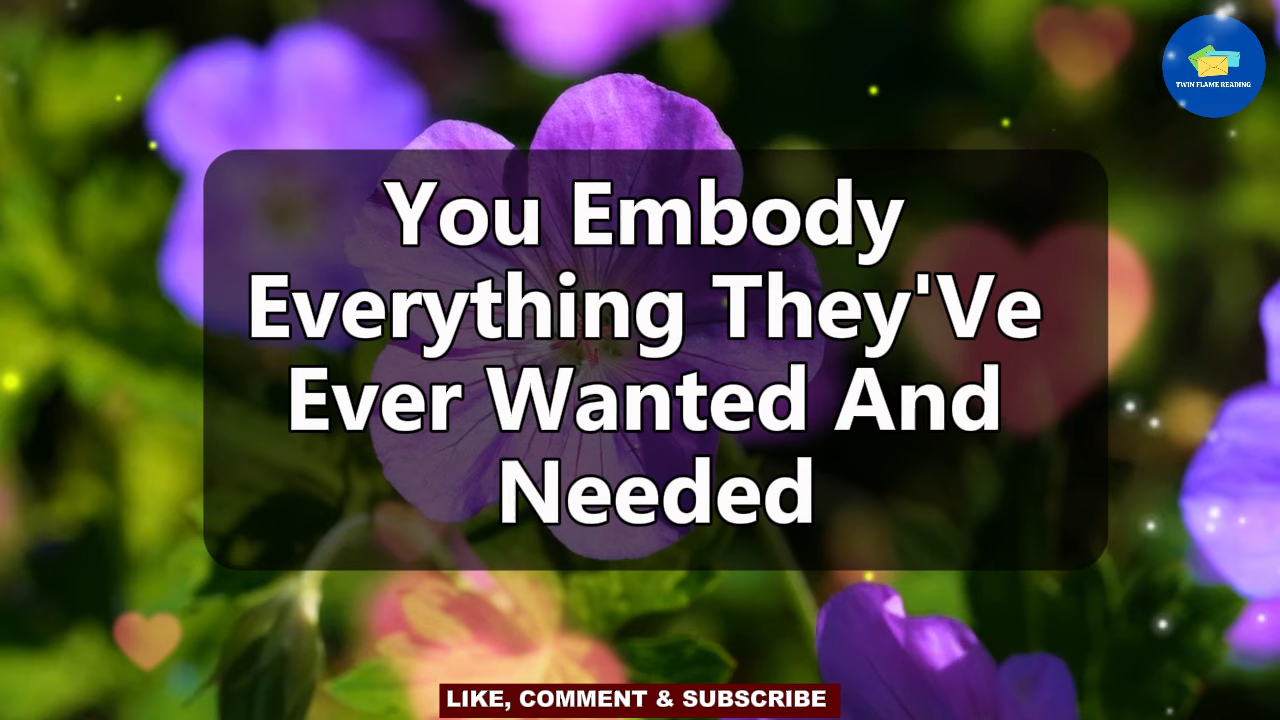 TWIN FLAME READING
You Embody
Everything They'Ve
Ever Wanted And
Needed
LIKE, COMMENT & SUBSCRIBE